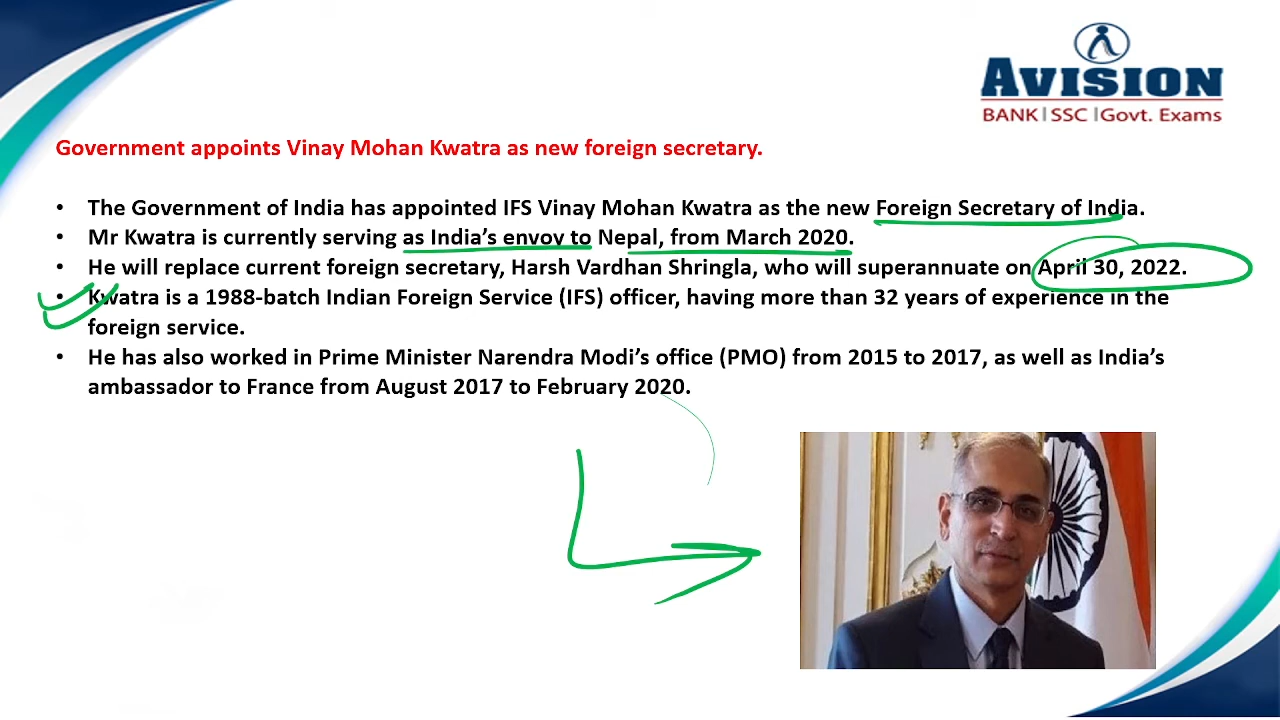 AVISION
BANK | SSC | Govt. Exams
Government appoints Vinay Mohan Kwatra as new foreign secretary.
• The Government of India has appointed IFS Vinay Mohan Kwatra as the new Foreign Secretary of India.
• Mr Kwatra is currently serving as India's envoy to Nepal, from March 2020.
• He will replace current foreign secretary, Harsh Vardhan Shringla, who will superannuate on April 30, 2022.
• Kwatra is a 1988-batch Indian Foreign Service (IFS) officer, having more than 32 years of experience in the
foreign service.
• He has also worked in Prime Minister Narendra Modi's office (PMO) from 2015 to 2017, as well as India's
ambassador to France from August 2017 to February 2020.